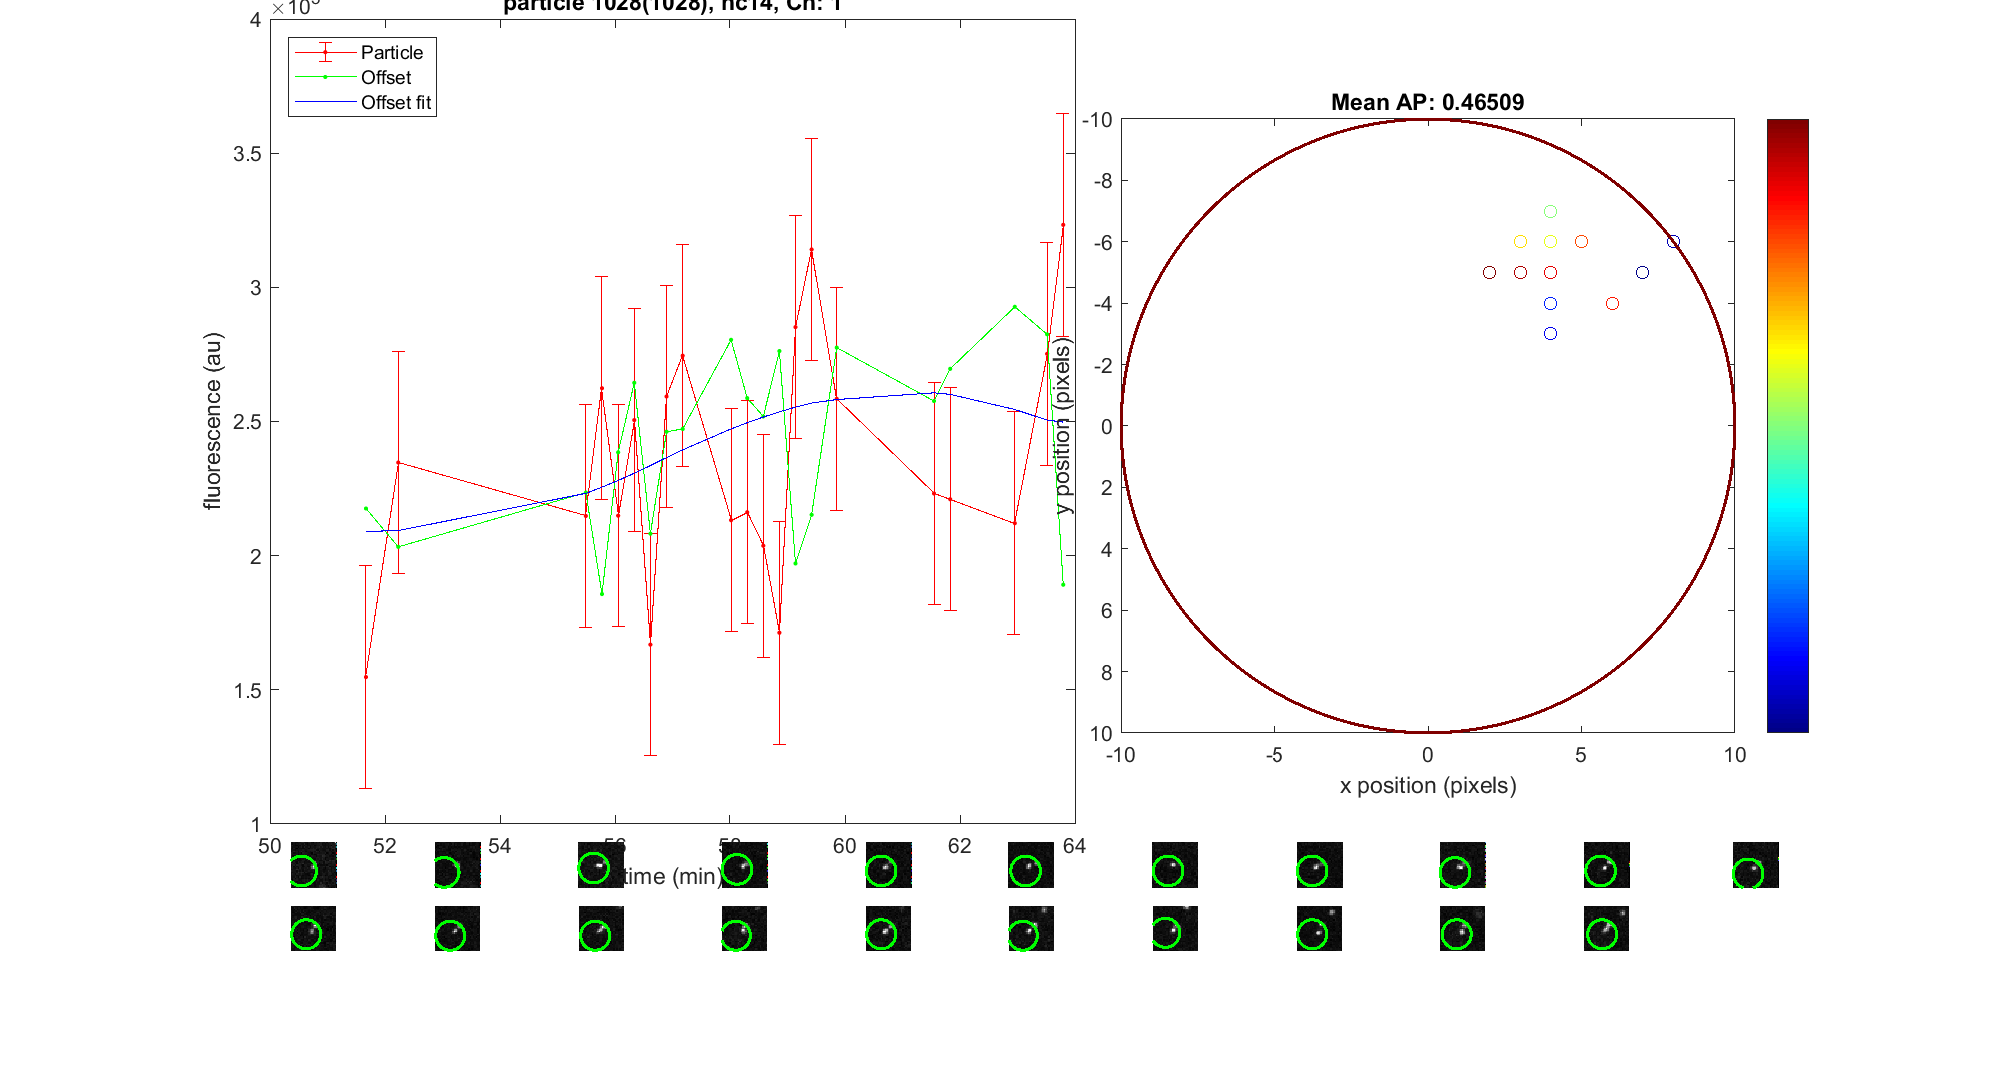 particle 1028(1028), nc14, Ch: 1
4
3.5
3
2.5
2
1.5
1
Particle
Offset
Offset fit
fluorescence (au)
50 52 54 56 58 60 62 64
time (min)
Mean AP: 0.46509
-10
-8
-6
-4
-2
0
2
4
6
8
10
-10 -5 0 5 10
y position (pixels)
x position (pixels)